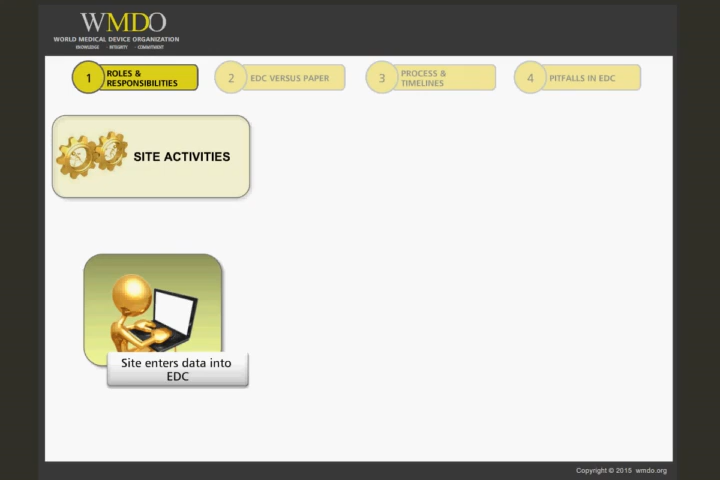 WMDO
WORLD MEDICAL DEVICE ORGANIZATION
KNOWLEDGE - INTEGRITY - COMMITMENT
1 ROLES &
RESPONSIBILITIES
2 EDC VERSUS PAPER
3 PROCESS &
TIMELINES
4 PITFALLS IN EDC
SITE ACTIVITIES
Site enters data into
EDC
Copyright © 2015 wmdo.org